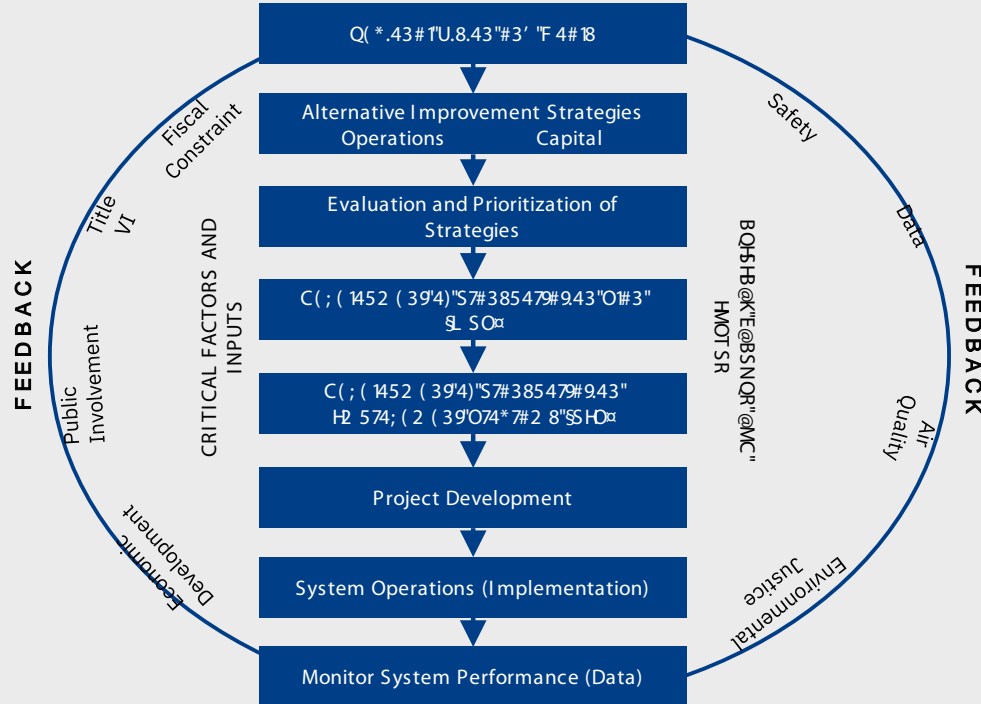 Alternative Improvement Strategies
Operations Capital
Evaluation and Prioritization of
Strategies
Project Development
System Operations (Implementation)
Monitor System Performance (Data)
FEEDBACK
Fiscal
Constraint
Title
VI
Public
Involvement
Economic
Development
CRITICAL FACTORS AND
INPUTS
Safety
Data
Air
Quality
Environmental
Justice
FEEDBACK